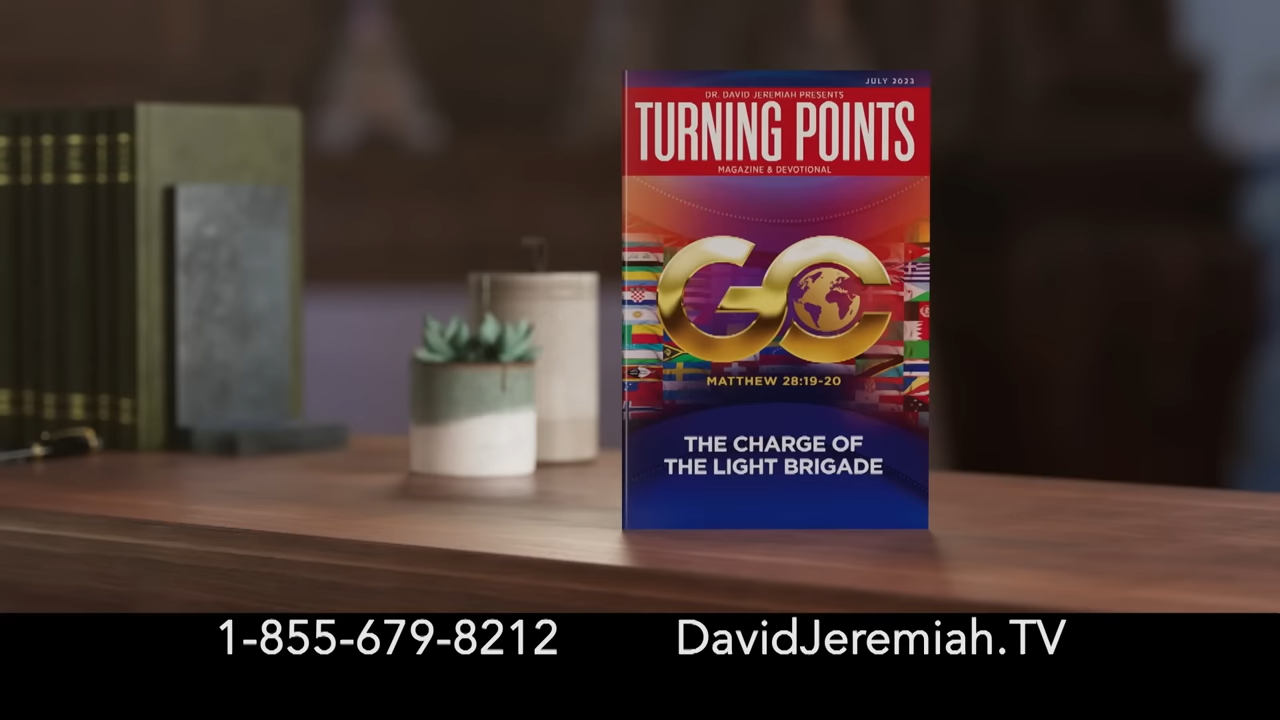 JULY 2023
DR. DAVID JEREMIAH PRESENTS
TURNING POINTS
MAGAZINE & DEVOTIONAL
GO
MATTHEW 28:19-20
THE CHARGE OF
THE LIGHT BRIGADE
1-855-679-8212
DavidJeremiah.TV